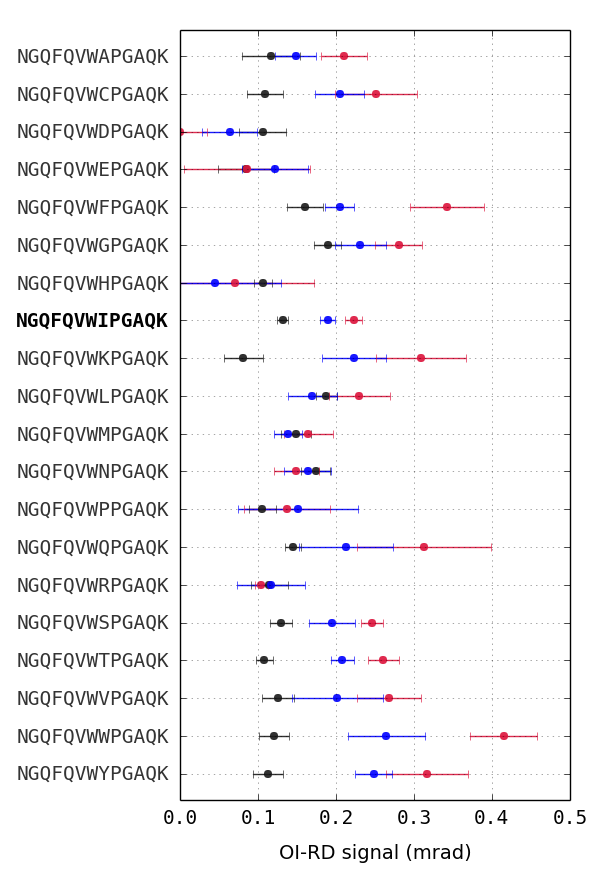 NGQFQVWAPGAQK
NGQFQVWCPGAQK
NGQFQVWDPGAQK
NGQFQVWEPGAQK
NGQFQVWFPGAQK
NGQFQVWGPGAQK
NGQFQVWHPGAQK
NGQFQVWIPGAQK
NGQFQVWKPGAQK
NGQFQVWLPGAQK
NGQFQVWMPGAQK
NGQFQVWNPGAQK
NGQFQVWPPGAQK
NGQFQVWQPGAQK
NGQFQVWRPGAQK
NGQFQVWSPGAQK
NGQFQVWTPGAQK
NGQFQVWVPGAQK
NGQFQVWWPGAQK
NGQFQVWYPGAQK
0.0 0.1 0.2 0.3 0.4 0.5
OI-RD signal (mrad)